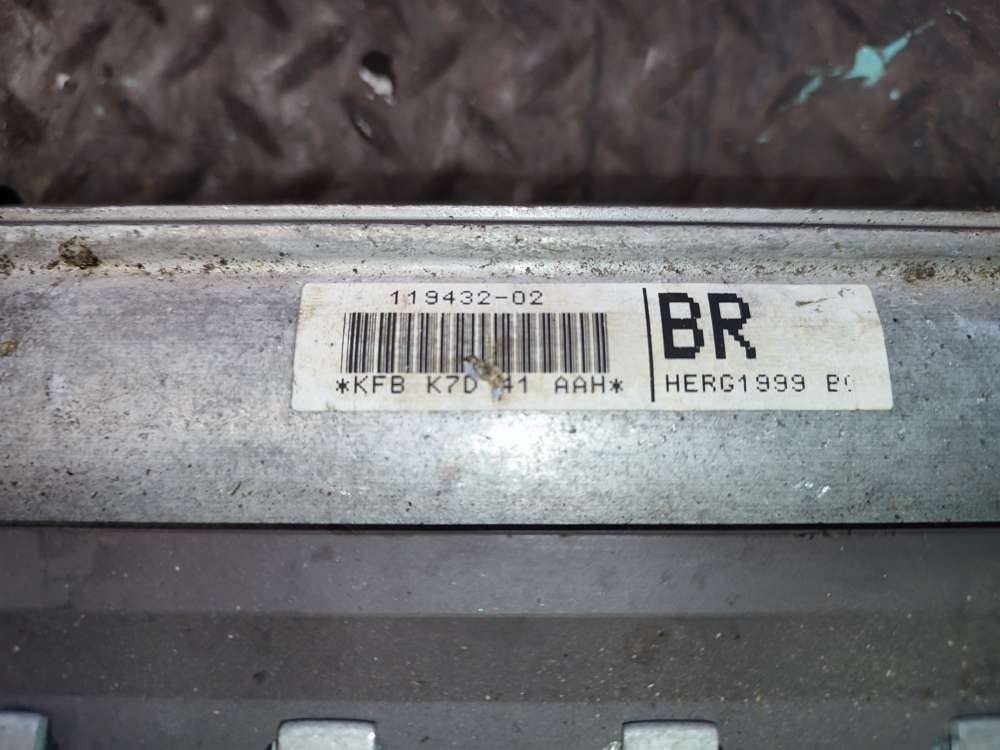 119432-02
BR
*KFB K7D 41 AAH*
HERG1999